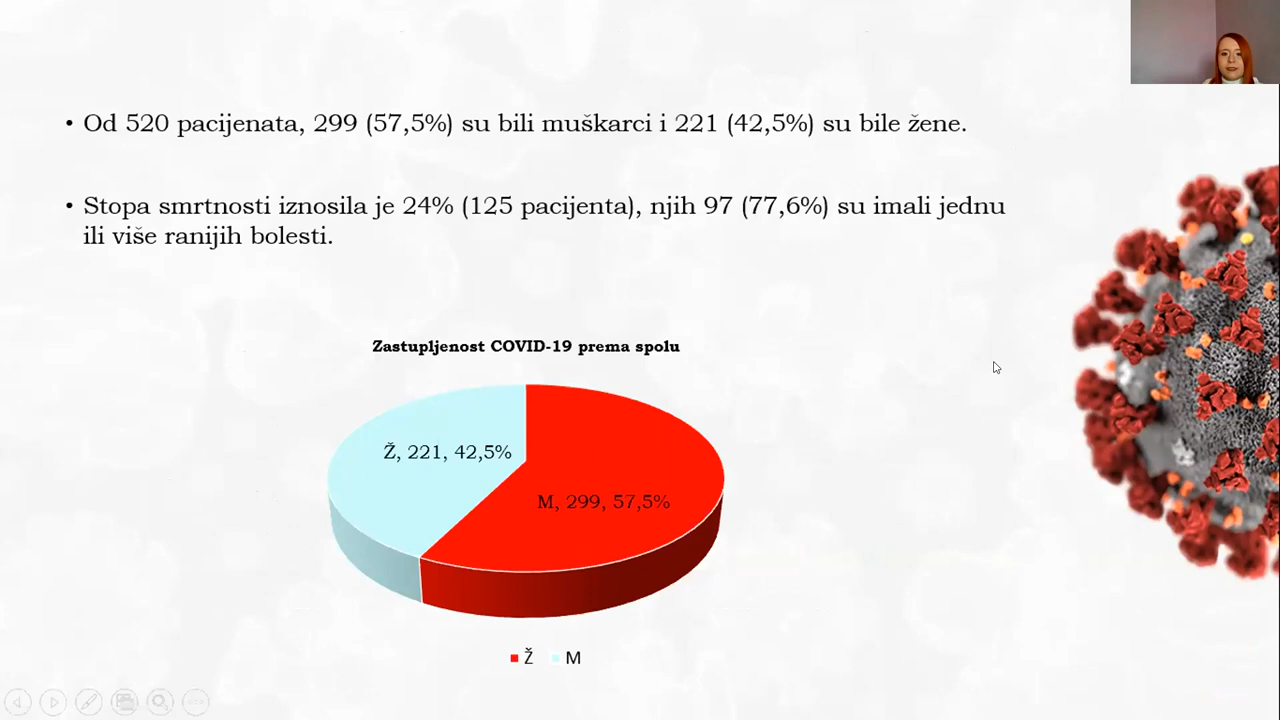 • Od 520 pacijenata, 299 (57,5%) su bili muškarci i 221 (42,5%) su bile žene.
• Stopa smrtnosti iznosila je 24% (125 pacijenta), njih 97 (77,6%) su imali jednu
ili više ranijih bolesti.
Zastupljenost COVID-19 prema spolu
Ž, 221, 42,5%
M, 299, 57,5%
Ž M